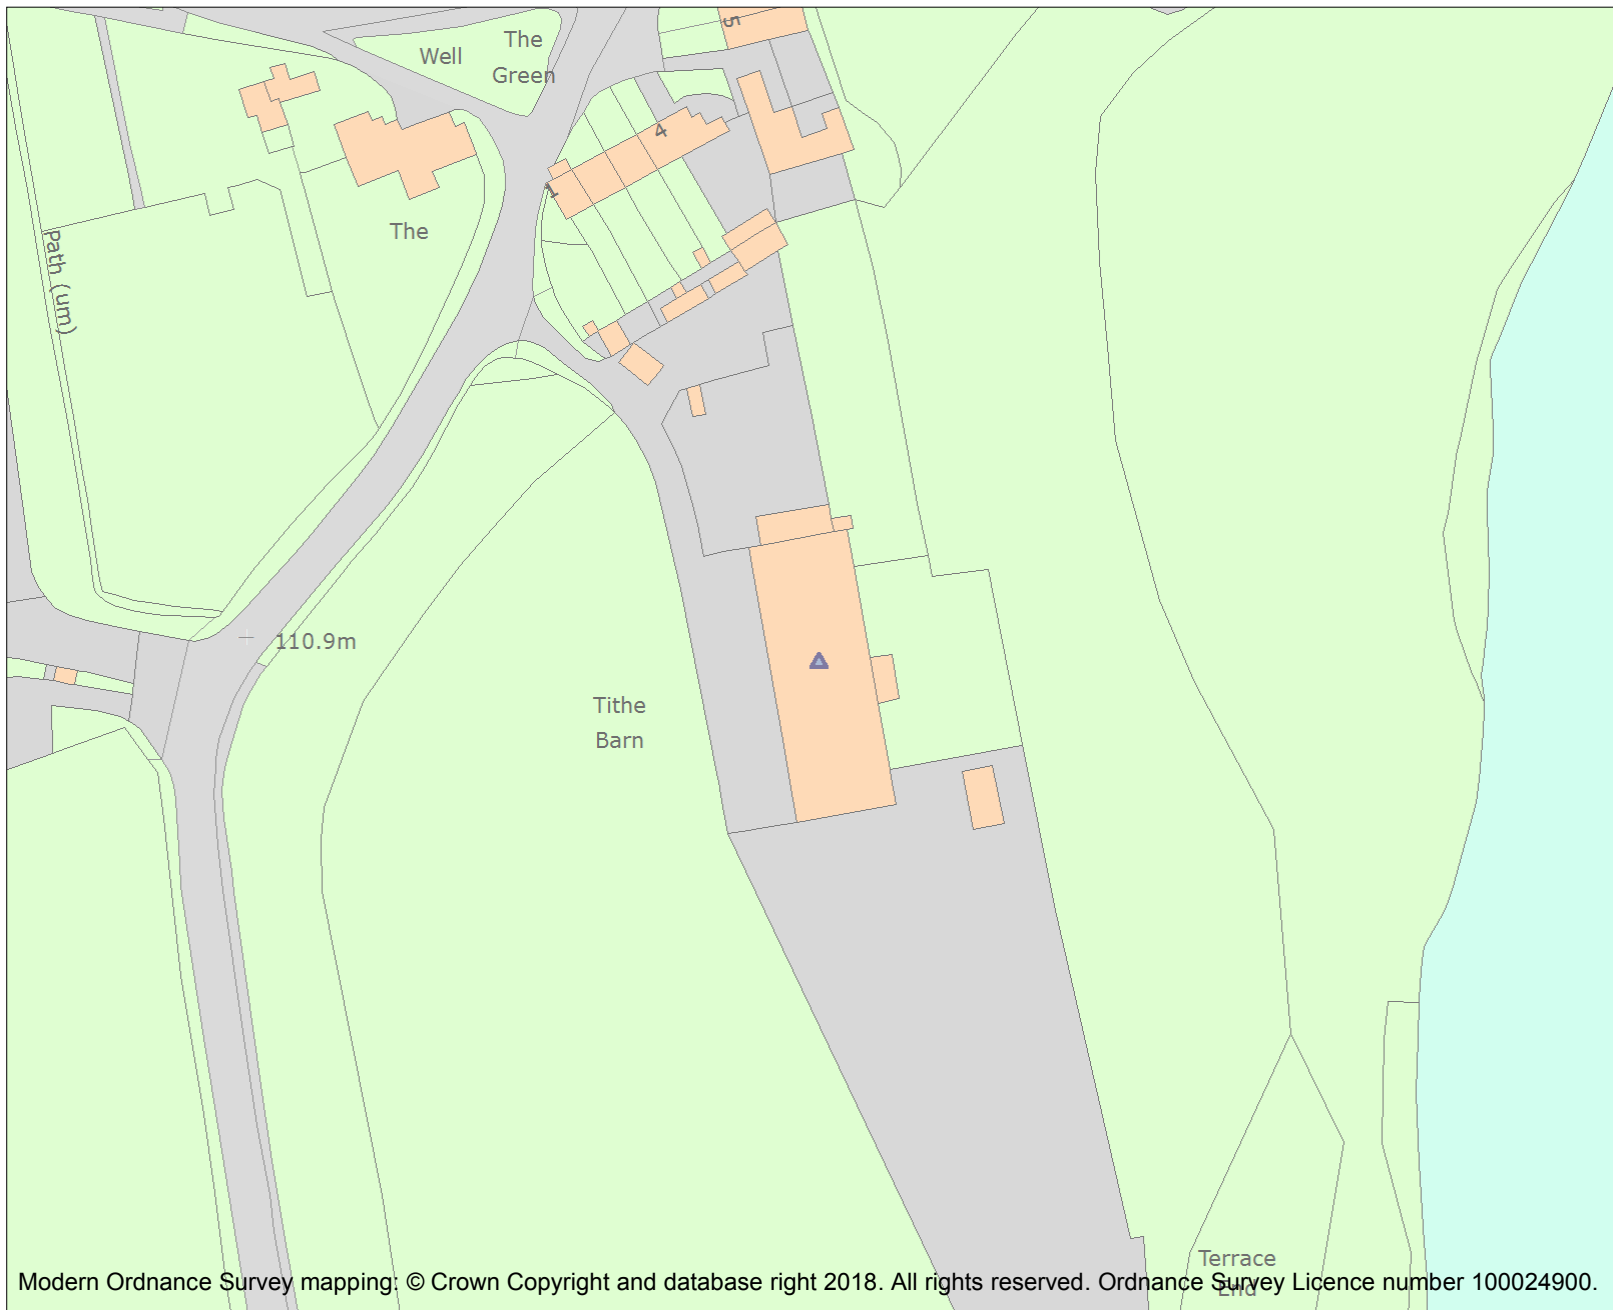 5
The
Green
Well
4
1
The
Path (um)
110.9m
Tithe
Barn
Terrace
End
Modern Ordnance Survey mapping: © Crown Copyright and database right 2018. All rights reserved. Ordnance Survey Licence number 100024900.